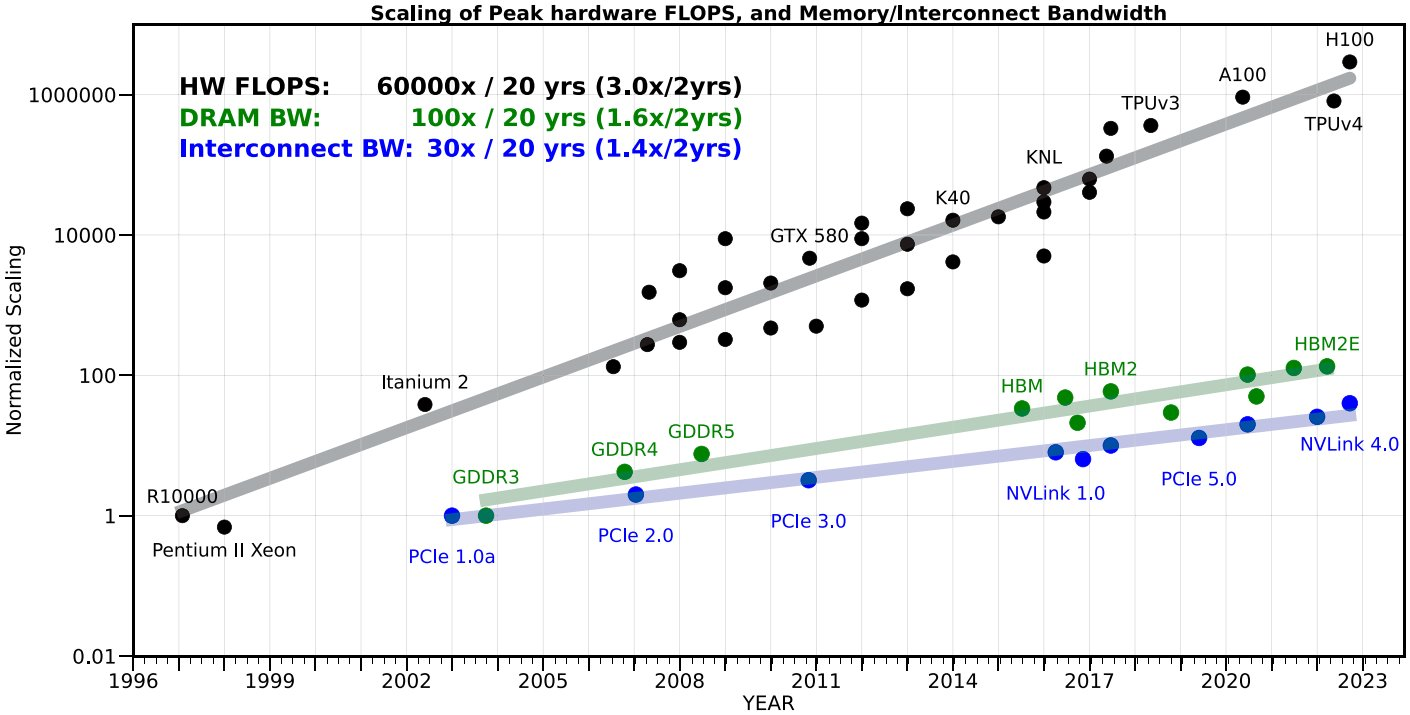 Scaling of Peak hardware FLOPS, and Memory/Interconnect Bandwidth
HW FLOPS: 60000x / 20 yrs (3.0x/2yrs)
DRAM BW: 100x / 20 yrs (1.6x/2yrs)
Interconnect BW: 30x / 20 yrs (1.4x/2yrs)
Normalized Scaling
1000000
10000
100
1
0.01
H100
A100
TPUv3
TPUv4
KNL
K40
GTX 580
Itanium 2
R10000
Pentium II Xeon
HBM2E
HBM2
HBM
GDDR5
GDDR4
GDDR3
NVLink 4.0
PCIe 5.0
NVLink 1.0
PCIe 3.0
PCIe 2.0
PCIe 1.0a
1996 1999 2002 2005 2008 2011 2014 2017 2020 2023
YEAR